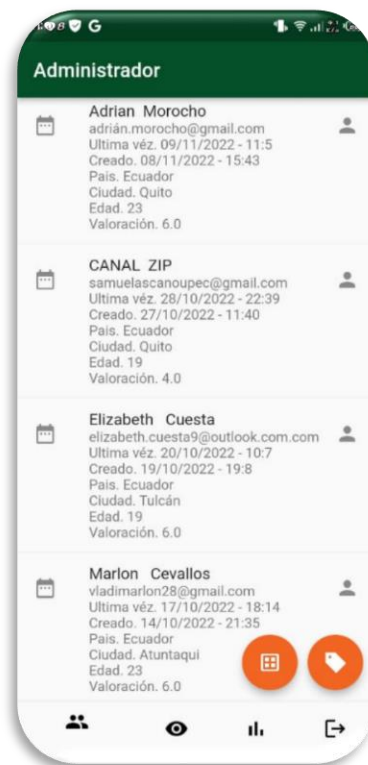 G
Administrador
Adrian Morocho
adrián.morocho@gmail.com
Ultima véz. 09/11/2022 - 11:5
Creado. 08/11/2022 - 15:43
Pais. Ecuador
Ciudad. Quito
Edad. 23
Valoración. 6.0
CANAL ZIP
samuelascanoupec@gmail.com
Ultima véz. 28/10/2022 - 22:39
Creado. 27/10/2022 - 11:40
Pais. Ecuador
Ciudad. Quito
Edad. 19
Valoración. 4.0
Elizabeth Cuesta
elizabeth.cuesta9@outlook.com.com
Ultima véz. 20/10/2022 - 10:7
Creado. 19/10/2022 - 19:8
Pais. Ecuador
Ciudad. Tulcán
Edad. 19
Valoración. 6.0
Marlon Cevallos
vladimarlon28@gmail.com
Ultima véz. 17/10/2022 - 18:14
Creado. 14/10/2022 - 21:35
Pais. Ecuador
Ciudad. Atuntaqui
Edad. 23
Valoración. 6.0